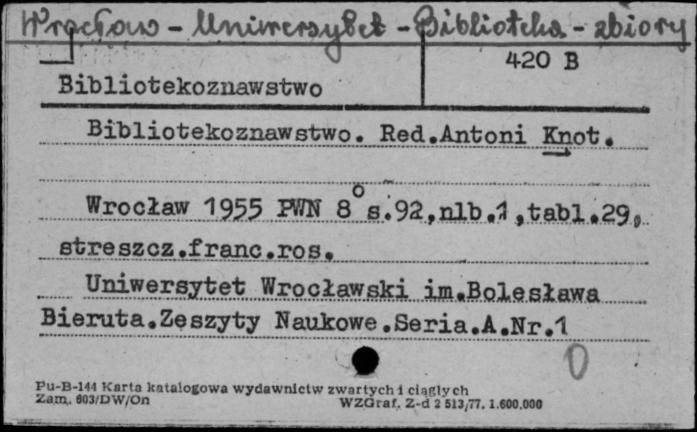 Wrocław - Uniwersytet - Biblioteka - zbiory
420 B
Bibliotekoznawstwo
Bibliotekoznawstwo. Red.Antoni Knot.
Wrocław 1955 PWN 8° s.92,nlb.1,tabl.29,
streszcz.franc.ros.
Uniwersytet Wrocławski im.Bolesława
Bieruta.Zeszyty Naukowe.Seria.A.Nr.1
0
Pu-B-144 Karta katalogowa wydawnictw zwartych i ciągłych
Zam. 603/DW/On WZGraf. Z-d 2 513/77. 1.600.000